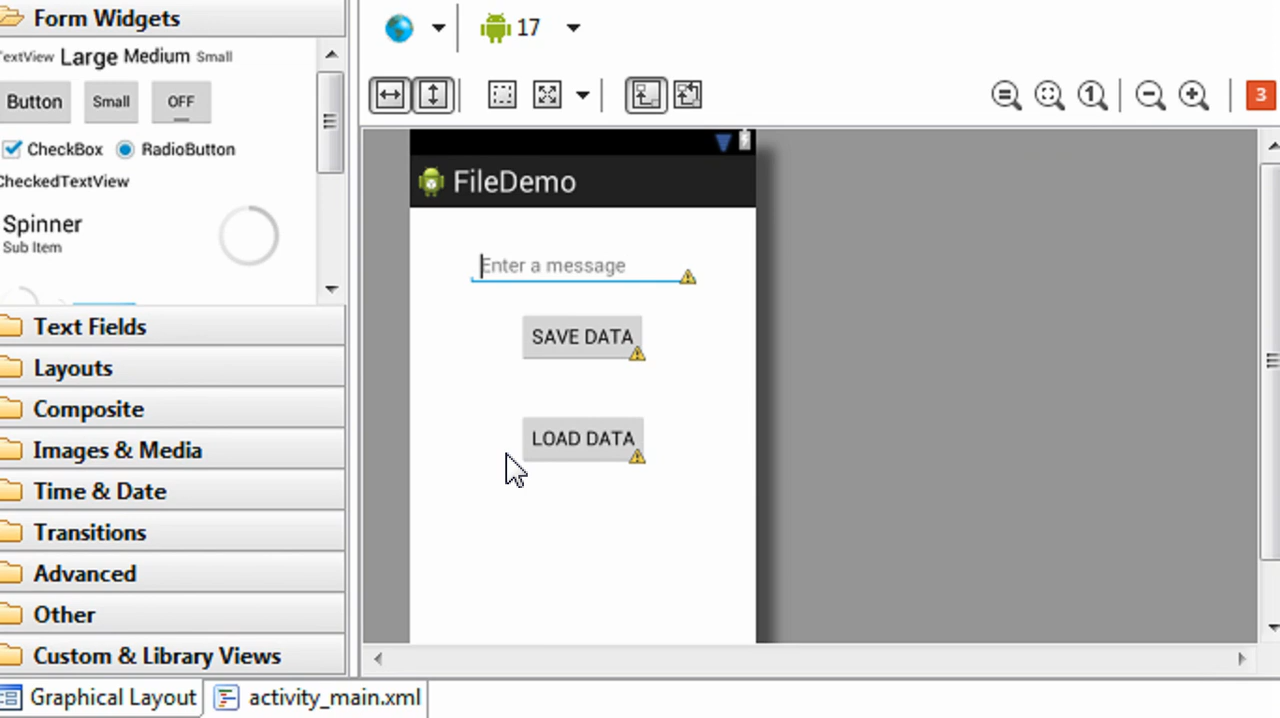 Form Widgets
TextView Large Medium Small
Button Small OFF
CheckBox RadioButton
CheckedTextView
Spinner
Sub Item
Text Fields
Layouts
Composite
Images & Media
Time & Date
Transitions
Advanced
Other
Custom & Library Views
Graphical Layout activity_main.xml
17
1
3
FileDemo
Enter a message
SAVE DATA
LOAD DATA